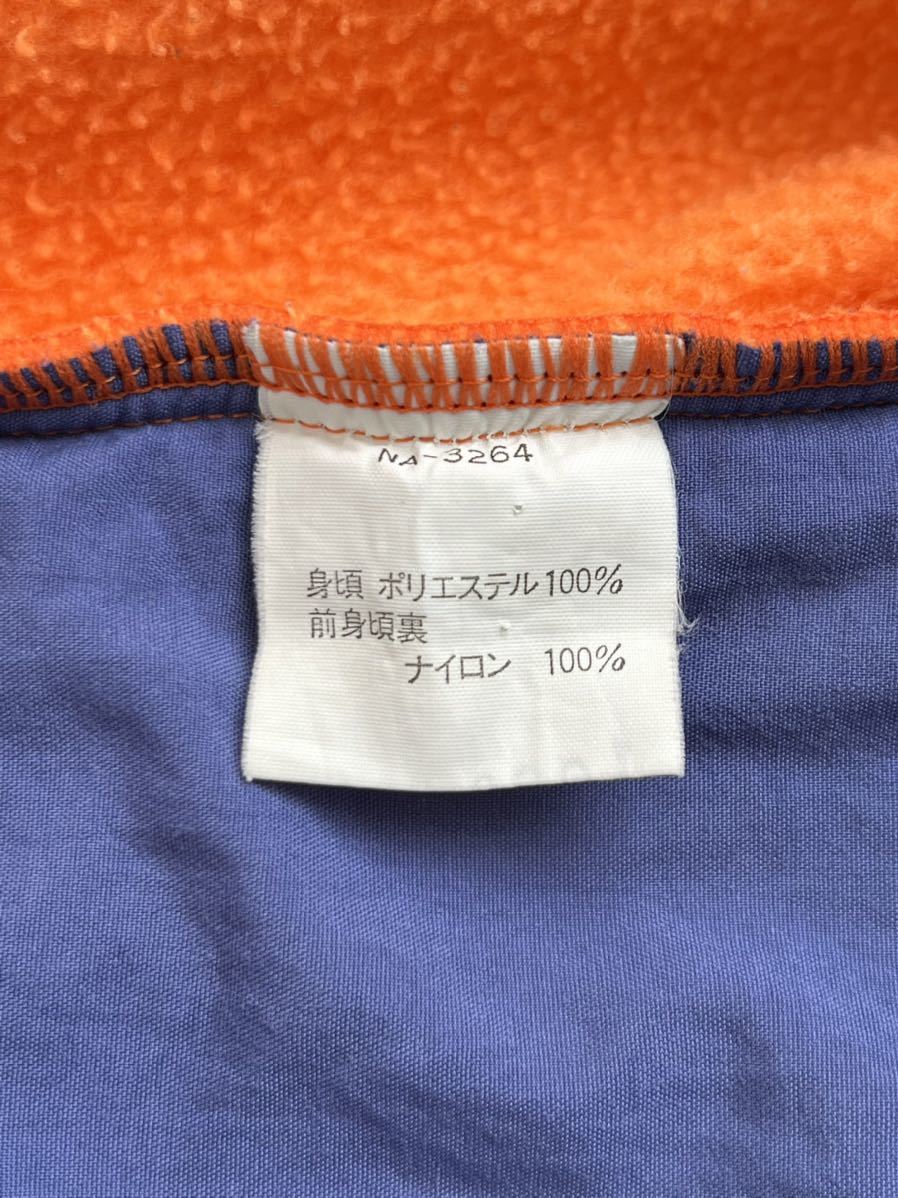 NA-3264
身頃 ポリエステル100%
前身頃裏
ナイロン 100%